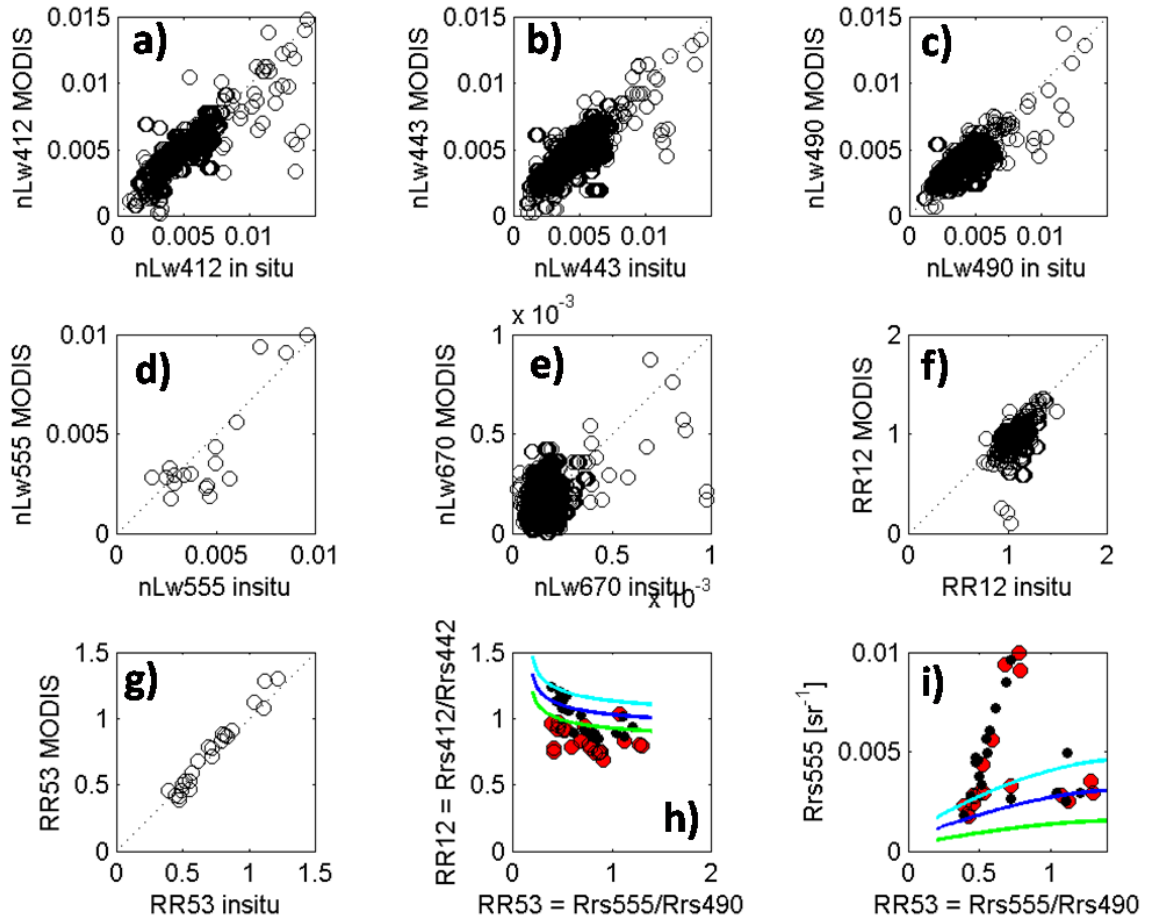 a)
0.015
0.01
0.005
0
nLw412 MODIS
0 0.005 0.01
nLw412 in situ
b)
0.015
0.01
0.005
0
nLw443 MODIS
0 0.005 0.01
nLw443 insitu
c)
0.015
0.01
0.005
0
nLw490 MODIS
0 0.005 0.01
nLw490 in situ
d)
0.01
0.005
0
nLw555 MODIS
0 0.005 0.01
nLw555 insitu
x 10-3
e)
1
0.5
0
nLw670 MODIS
0 0.5 1
nLw670 insitu
x 10-3
f)
2
1
0
RR12 MODIS
0 1 2
RR12 insitu
g)
1.5
1
0.5
0
RR53 MODIS
0 0.5 1 1.5
RR53 insitu
1.5
1
0.5
0
RR12 = Rrs412/Rrs442
h)
0 1 2
RR53 = Rrs555/Rrs490
i)
0.01
0.005
0
Rrs555 [sr-1]
0 0.5 1
RR53 = Rrs555/Rrs490